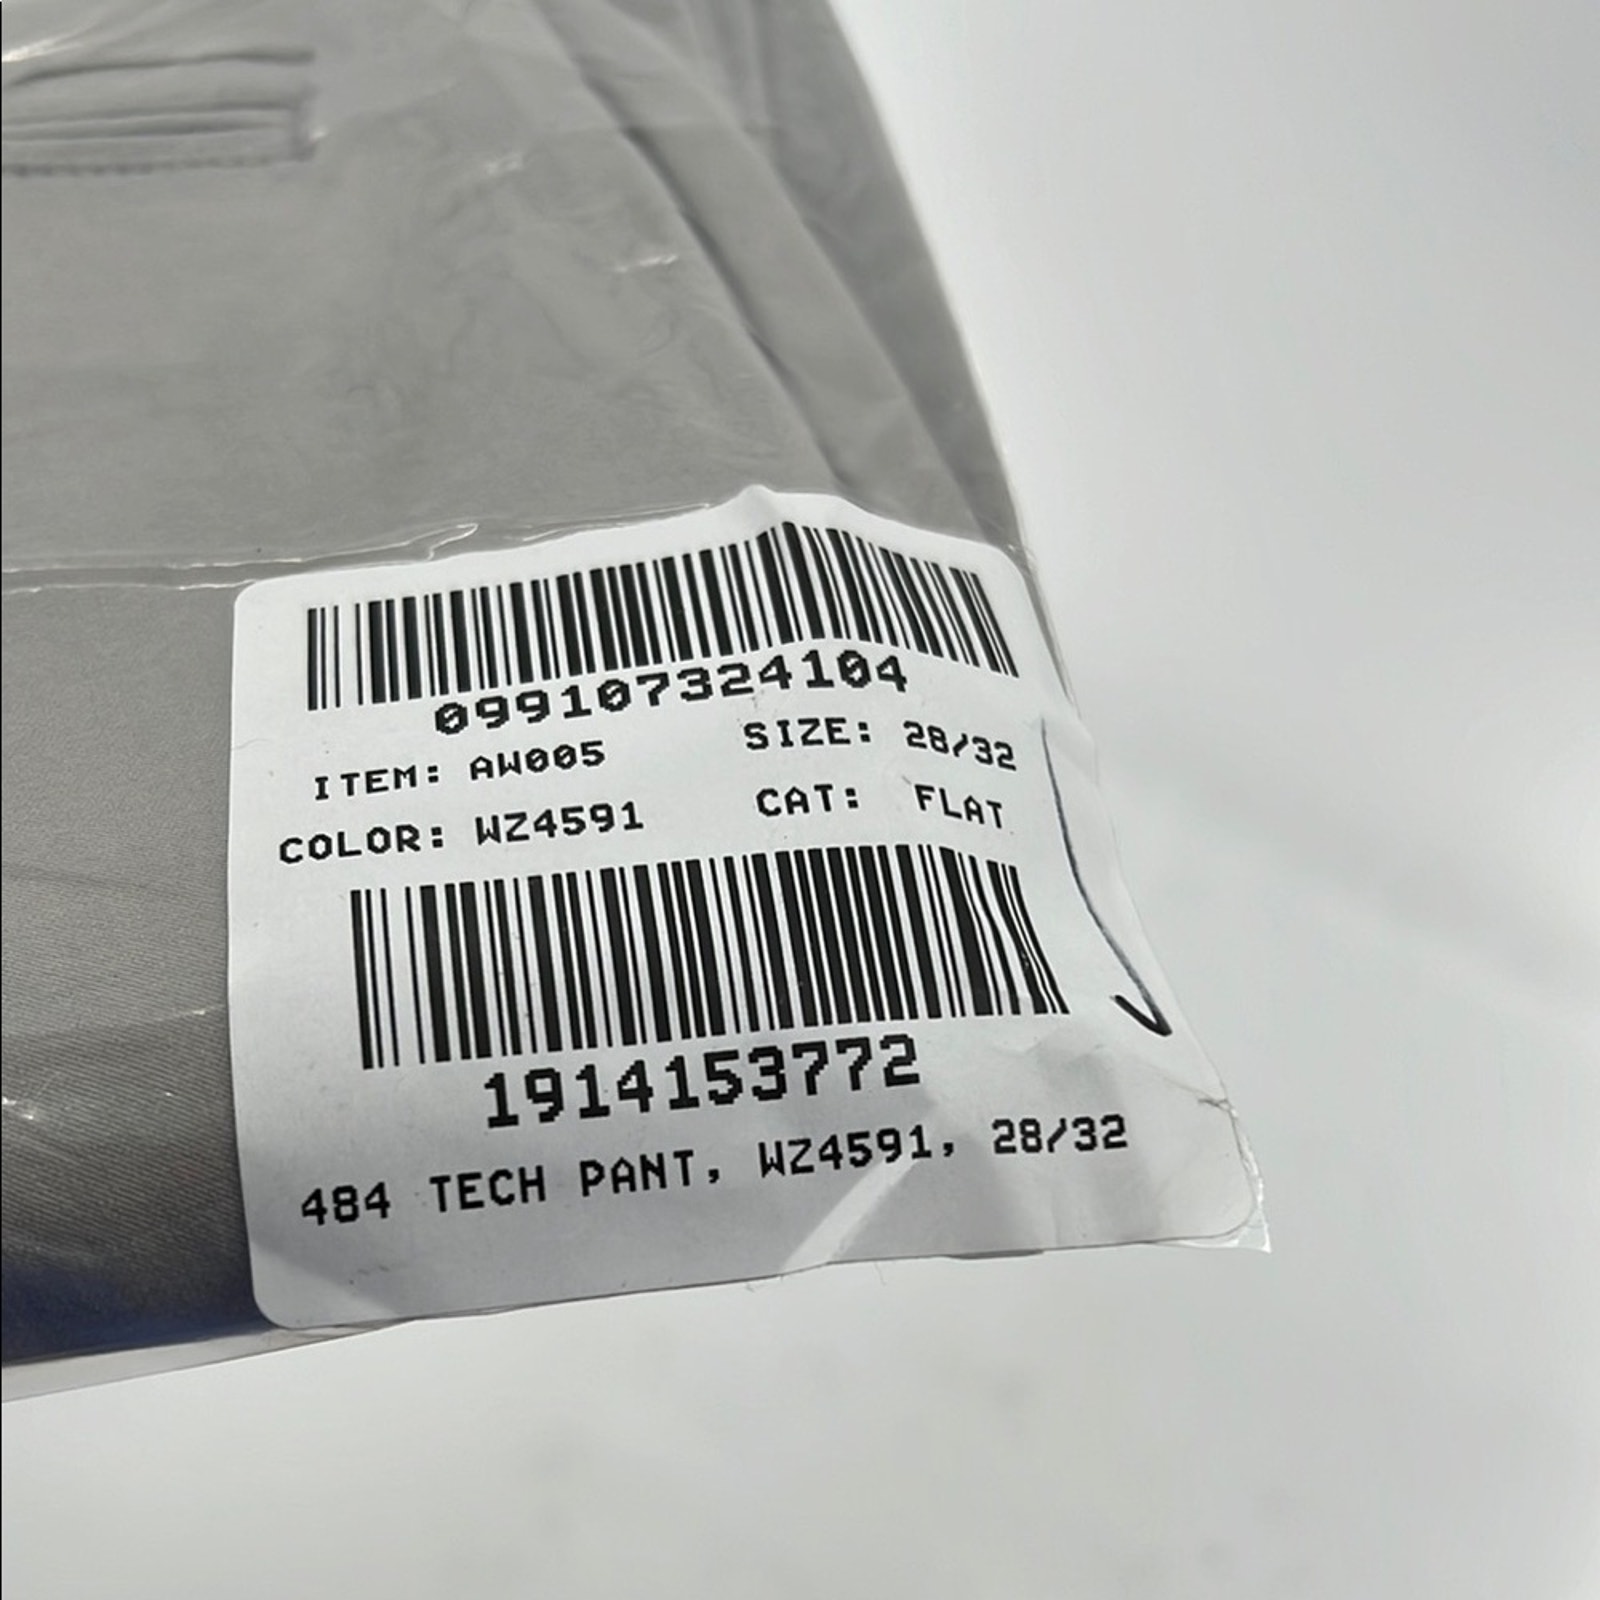 099107324104
ITEM: AW005 SIZE: 28/32
COLOR: WZ4591 CAT: FLAT
1914153772
484 TECH PANT, WZ4591, 28/32